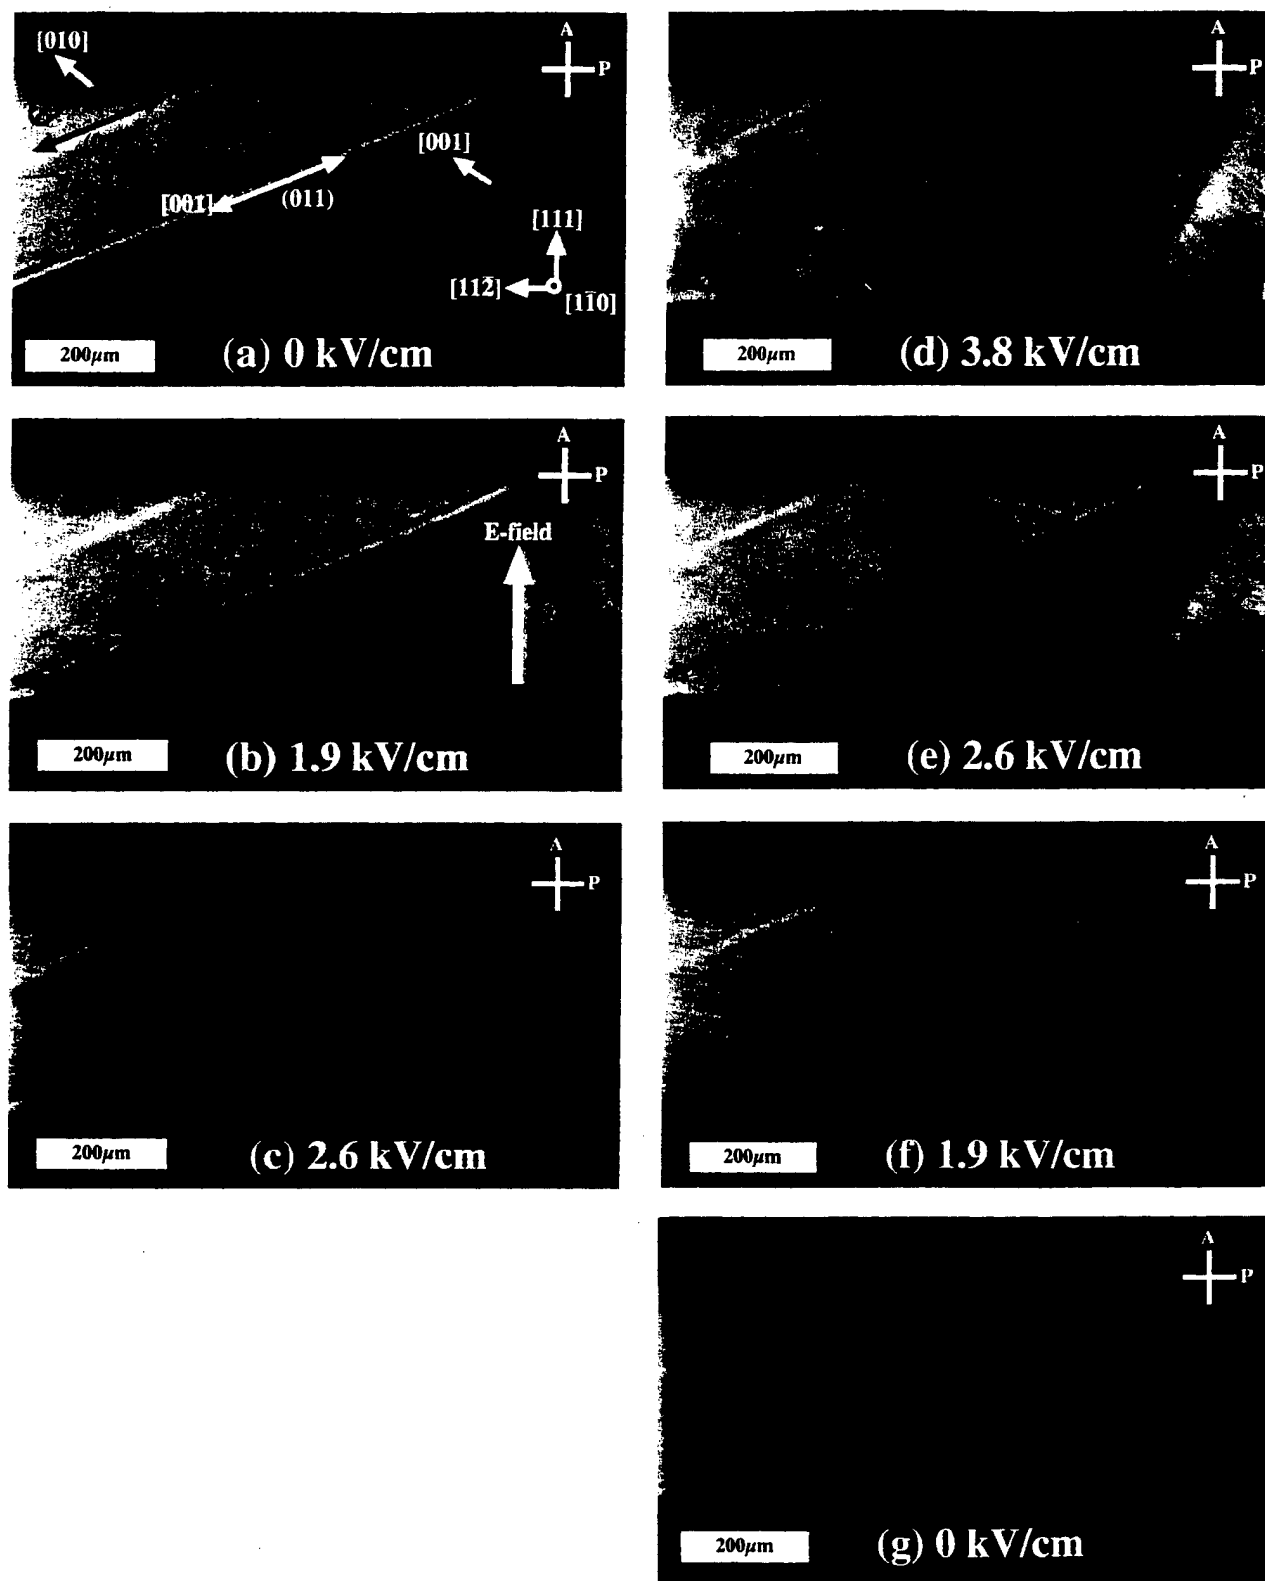 [010]
A
P
[001]
[001̄]
(011)
[111]
[112̄]
[11̄0]
200μm
(a) 0 kV/cm
A
P
E-field
200μm
(b) 1.9 kV/cm
A
P
200μm
(c) 2.6 kV/cm
A
P
200μm
(d) 3.8 kV/cm
A
P
200μm
(e) 2.6 kV/cm
A
P
200μm
(f) 1.9 kV/cm
A
P
200μm
(g) 0 kV/cm